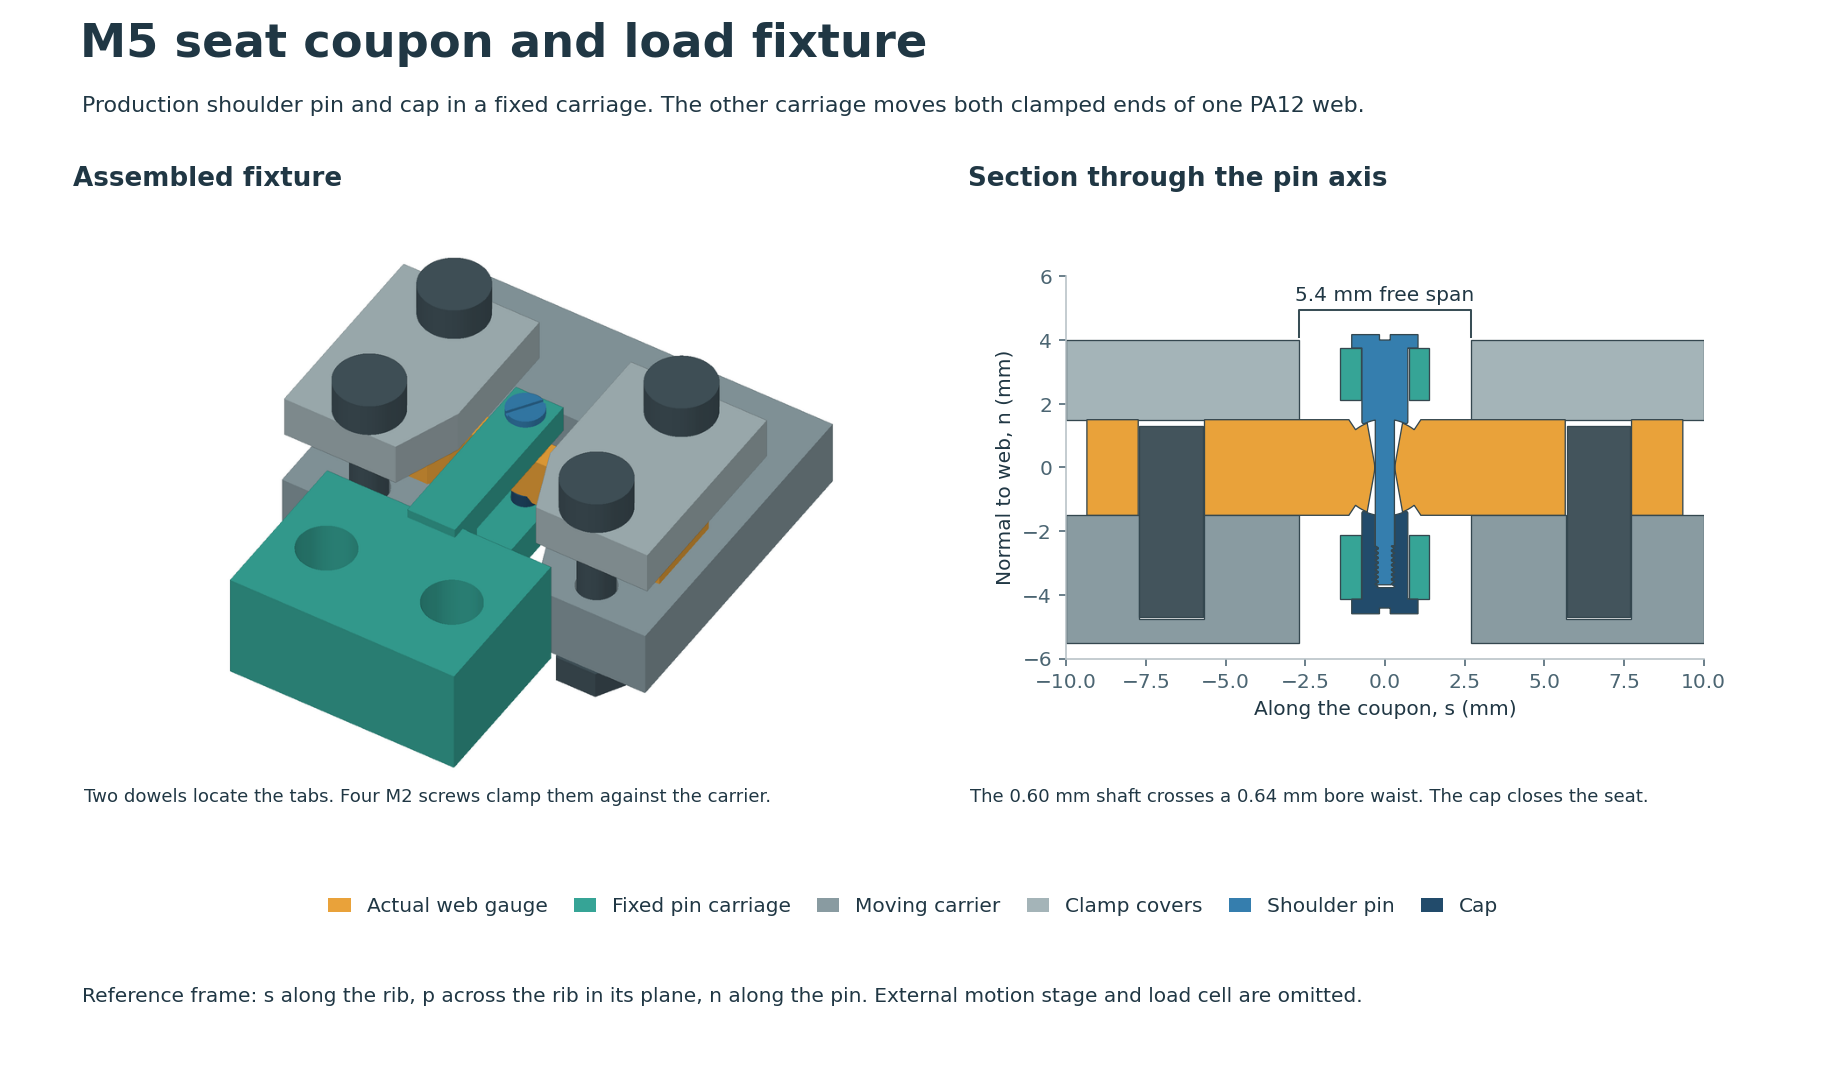 M5 seat coupon and load fixture
Production shoulder pin and cap in a fixed carriage. The other carriage moves both clamped ends of one PA12 web.
Assembled fixture
Section through the pin axis
5.4 mm free span
Normal to web, n (mm)
6
4
2
0
−2
−4
−6
−10.0 −7.5 −5.0 −2.5 0.0 2.5 5.0 7.5 10.0
Along the coupon, s (mm)
Two dowels locate the tabs. Four M2 screws clamp them against the carrier.
The 0.60 mm shaft crosses a 0.64 mm bore waist. The cap closes the seat.
Actual web gauge Fixed pin carriage Moving carrier Clamp covers Shoulder pin Cap
Reference frame: s along the rib, p across the rib in its plane, n along the pin. External motion stage and load cell are omitted.